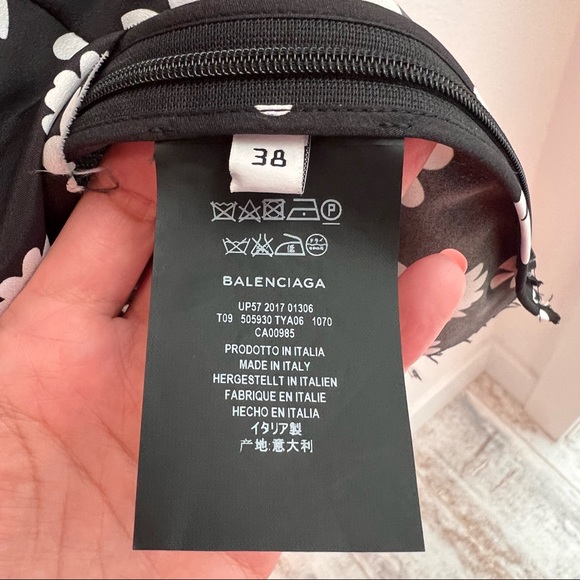 38
P
BALENCIAGA
UP57 2017 01306
T09 505930 TYA06 1070
CA00985
PRODOTTO IN ITALIA
MADE IN ITALY
HERGESTELLT IN ITALIEN
FABRIQUE EN ITALIE
HECHO EN ITALIA
イタリア製
产地:意大利